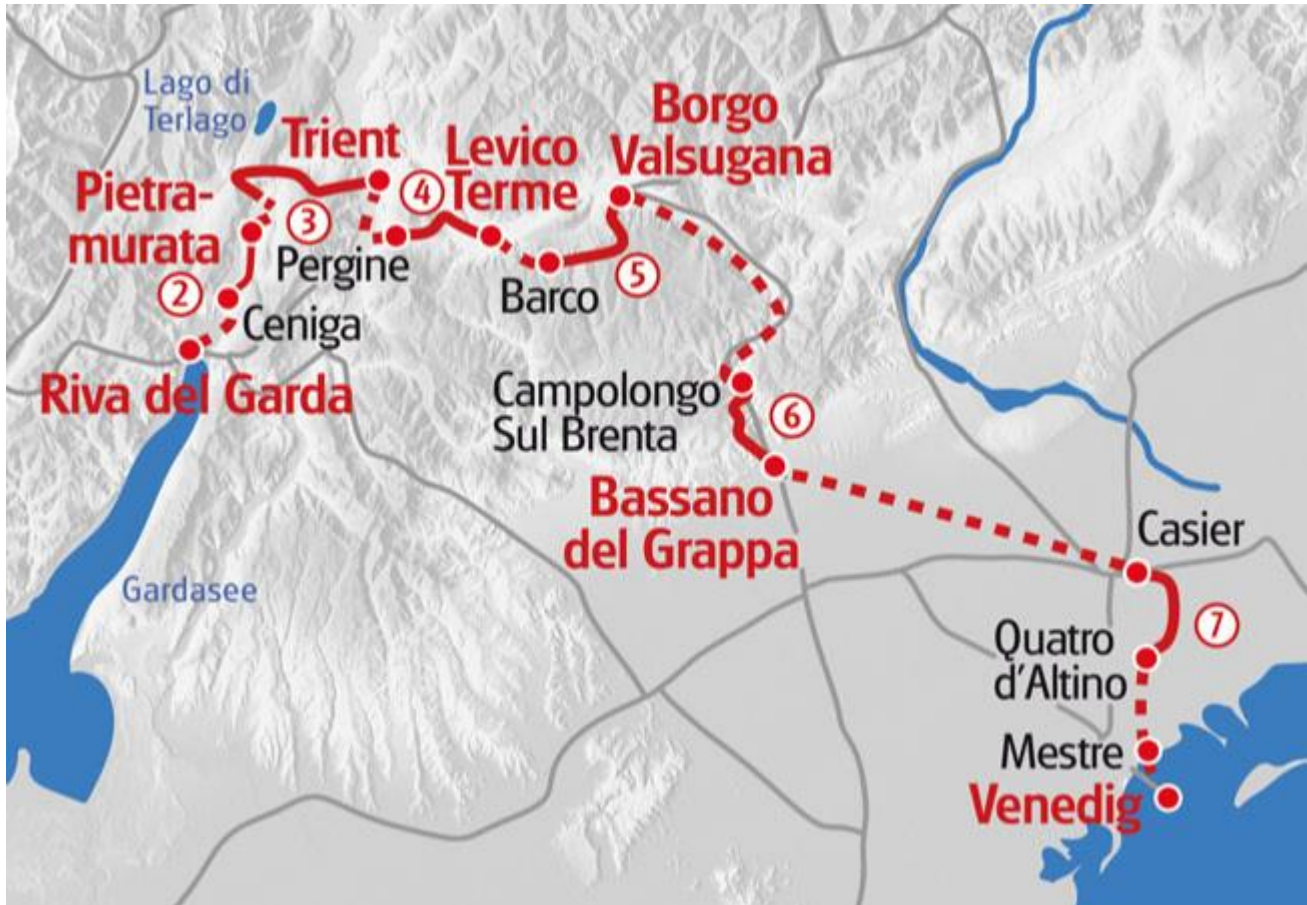 Lago di
Terlago
Trient
Levico
Terme
Borgo
Valsugana
Pietra-
murata
4
3
Pergine
2
Ceniga
Barco
5
Riva del Garda
Campolongo
Sul Brenta
6
Bassano
del Grappa
Casier
Gardasee
Quatro
d'Altino
7
Mestre
Venedig